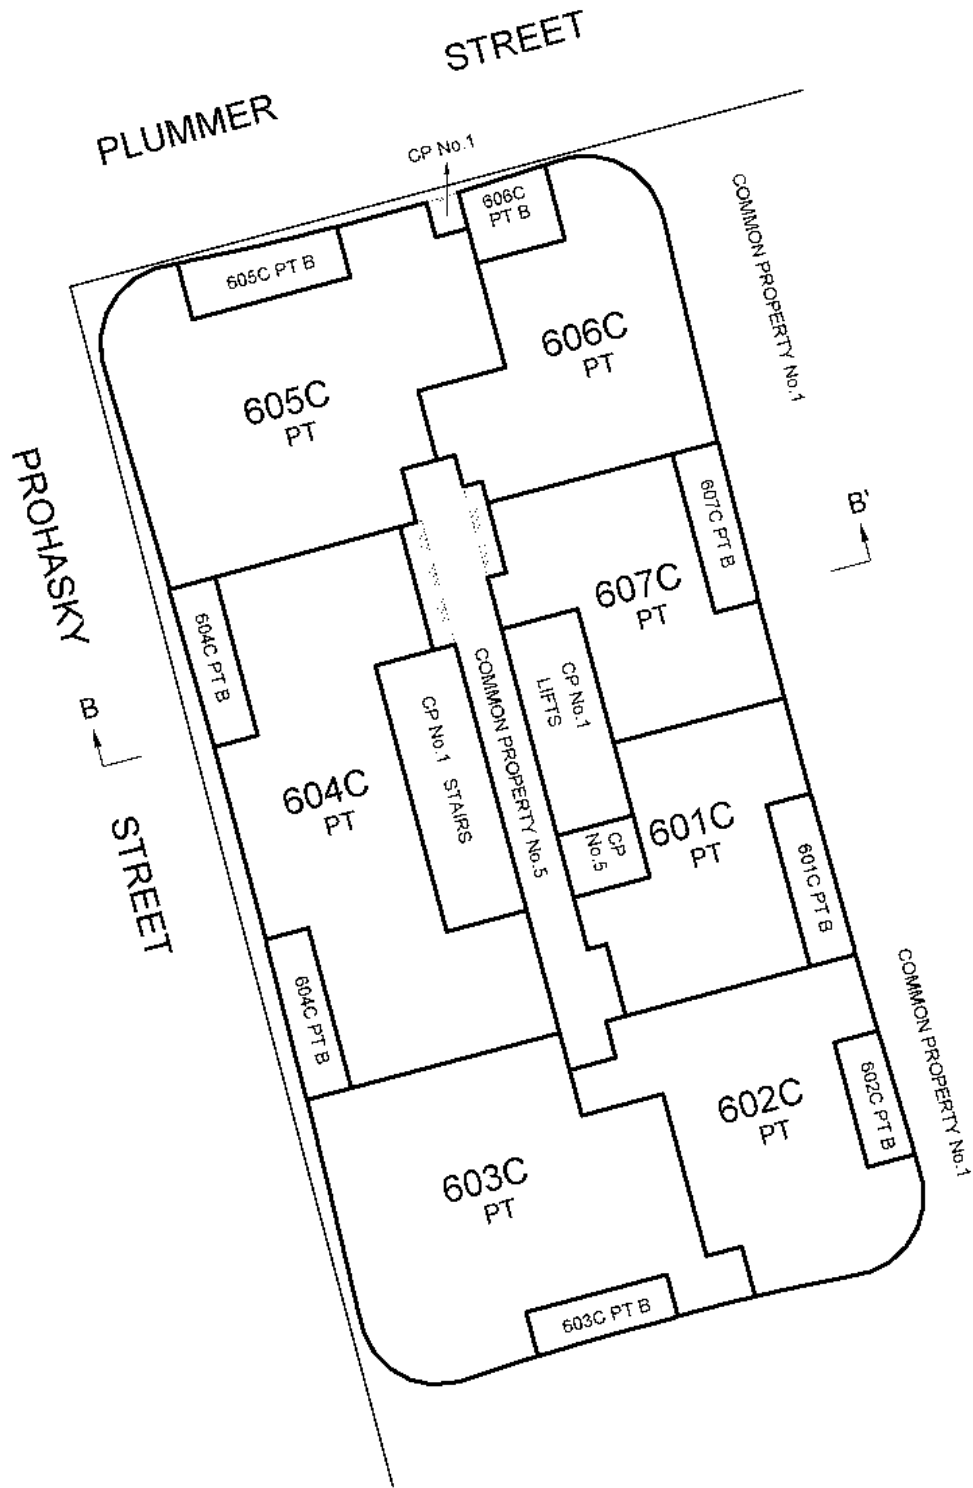 PLUMMER STREET
CP No.1
606C
PT B
605C PT B
COMMON PROPERTY No.1
606C
PT
605C
PT
PROHASKY STREET
607C PT B
B'
607C
PT
604C PT B
COMMON PROPERTY No.5
CP No.1
LIFTS
CP No.1 STAIRS
B
604C
PT
601C
PT
CP
No.5
601C PT B
604C PT B
COMMON PROPERTY No.1
602C
PT
602C PT B
603C
PT
603C PT B